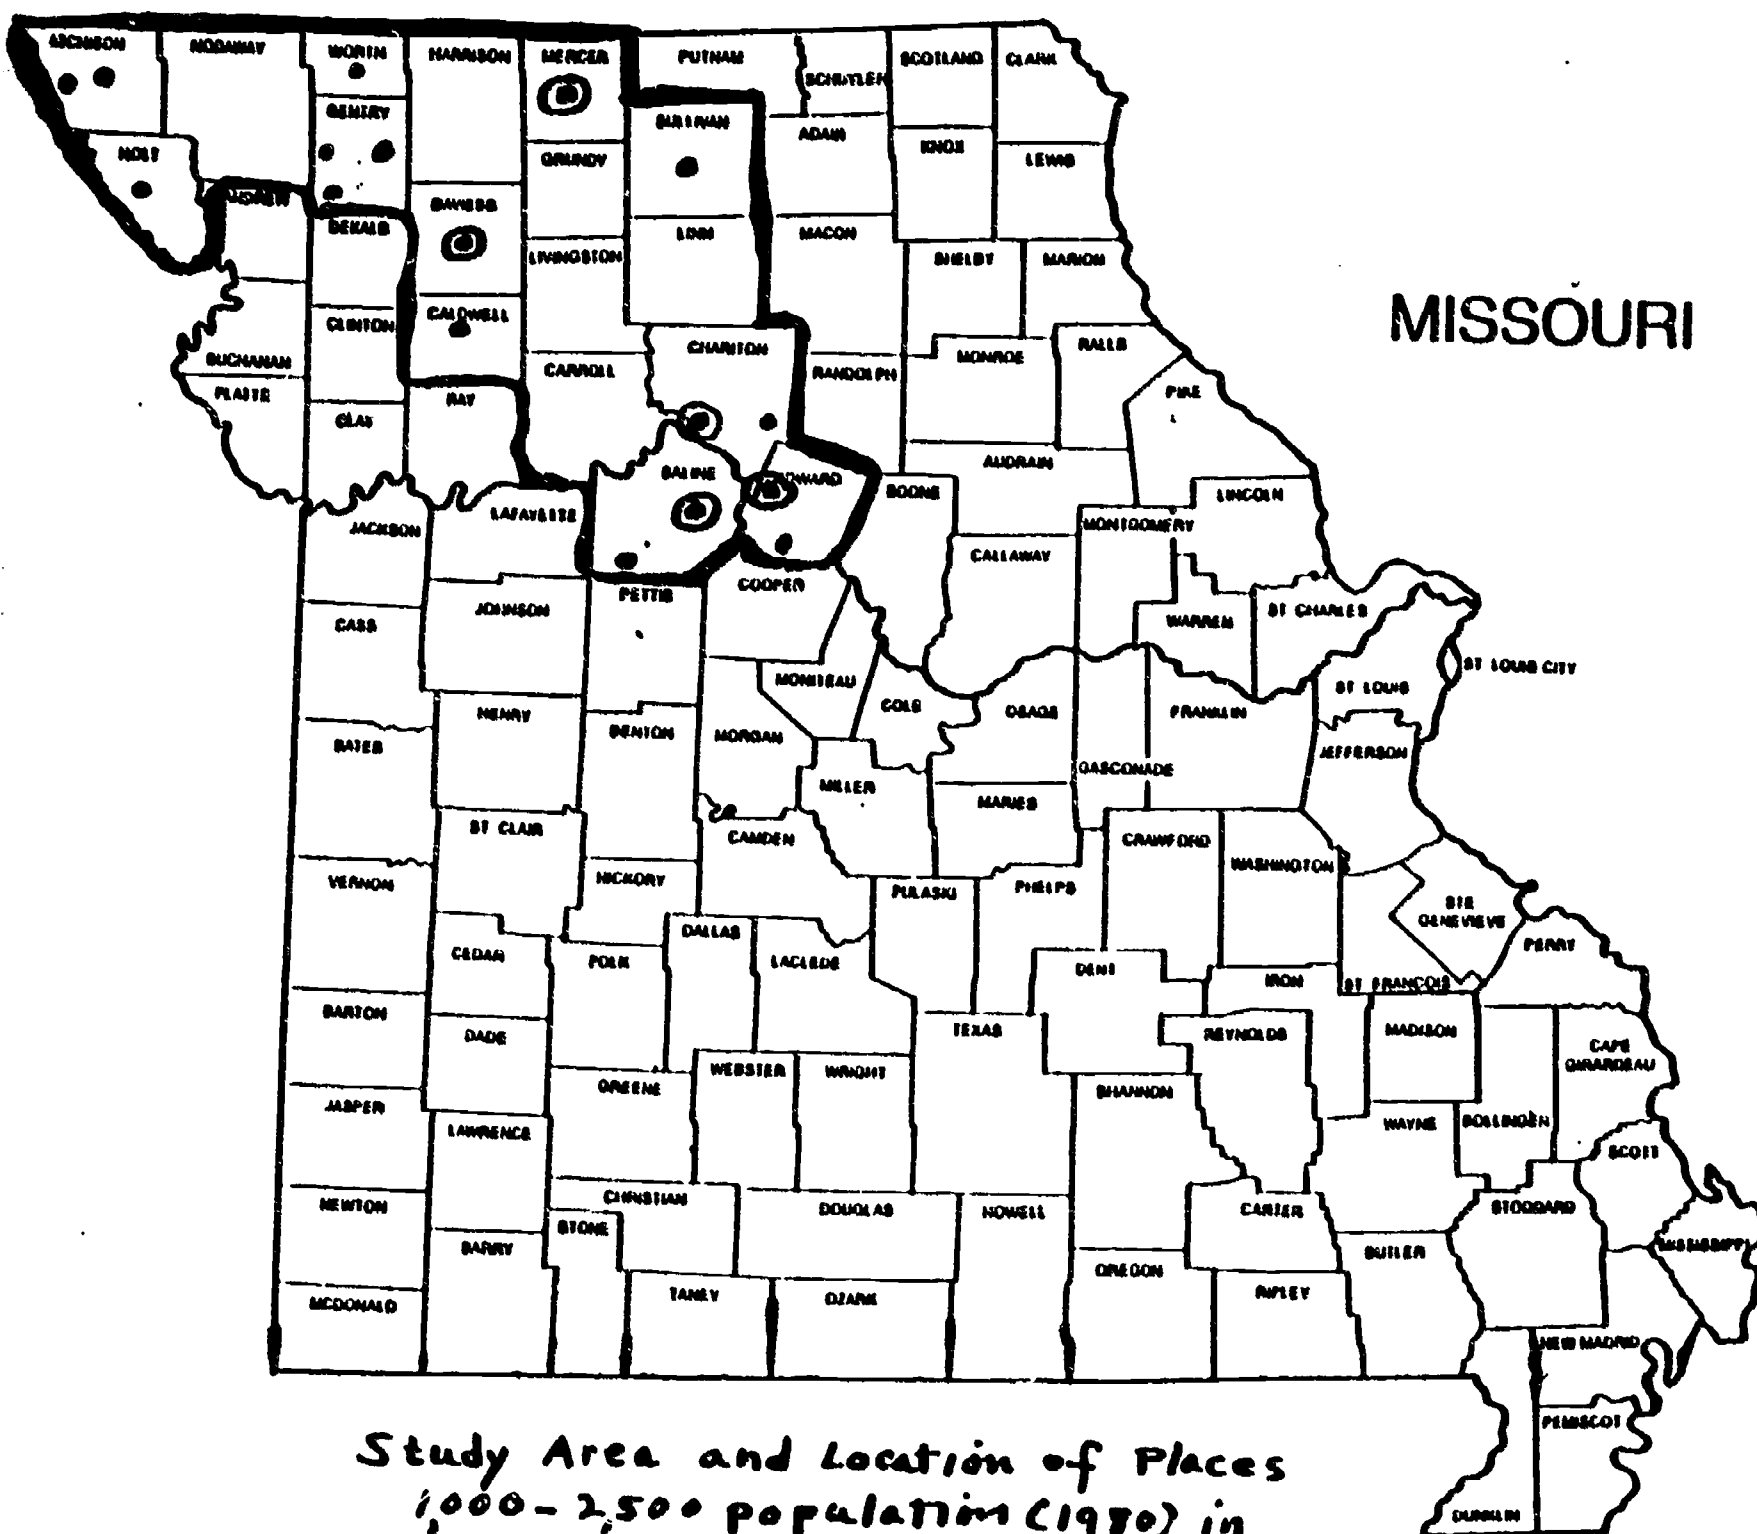 ATCHISON
NODAWAY
WORTH
HARRISON
MERCER
PUTNAM
SCHUYLER
SCOTLAND
CLARK
GENTRY
SULLIVAN
ADAIR
KNOX
LEWIS
HOLT
GRUNDY
ANDREW
DAVIESS
DEKALB
LINN
MACON
LIVINGSTON
SHELBY
MARION
MISSOURI
CLINTON
CALDWELL
CHARITON
BUCHANAN
CARROLL
RANDOLPH
MONROE
RALLS
PLATTE
RAY
PIKE
CLAY
AUDRAIN
SALINE
HOWARD
BOONE
LINCOLN
JACKSON
LAFAYETTE
MONTGOMERY
CALLAWAY
COOPER
PETTIS
JOHNSON
CASS
WARREN
ST CHARLES
ST LOUIS CITY
MONITEAU
ST LOUIS
COLE
OSAGE
FRANKLIN
HENRY
BENTON
MORGAN
BATES
JEFFERSON
GASCONADE
MILLER
MARIES
ST CLAIR
CAMDEN
CRAWFORD
WASHINGTON
VERNON
HICKORY
PULASKI
PHELPS
STE
GENEVIEVE
DALLAS
PERRY
CEDAR
POLK
LACLEDE
DENT
IRON
ST FRANCOIS
BARTON
DADE
TEXAS
REYNOLDS
MADISON
CAPE
GIRARDEAU
WEBSTER
WRIGHT
GREENE
SHANNON
JASPER
LAWRENCE
WAYNE
BOLLINGER
SCOTT
NEWTON
CHRISTIAN
STONE
DOUGLAS
HOWELL
CARTER
STODDARD
BARRY
BUTLER
MISSISSIPPI
OREGON
MCDONALD
TANEY
OZARK
RIPLEY
NEW MADRID
PEMISCOT
Study Area and Location of Places
1,000-2,500 population (1980) in
DUNKLIN